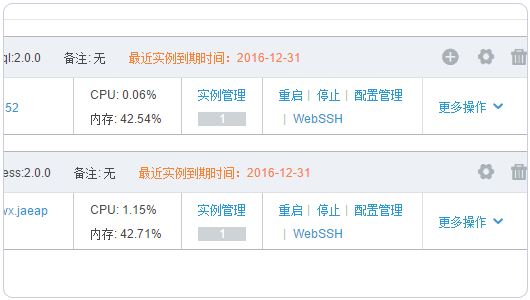 ql:2.0.0 备注: 无 最近实例到期时间：2016-12-31
52 CPU: 0.06% 实例管理 重启 | 停止 | 配置管理 更多操作
内存: 42.54% 1 | WebSSH
ess:2.0.0 备注: 无 最近实例到期时间：2016-12-31
wx.jaeap CPU: 1.15% 实例管理 重启 | 停止 | 配置管理 更多操作
内存: 42.71% 1 | WebSSH